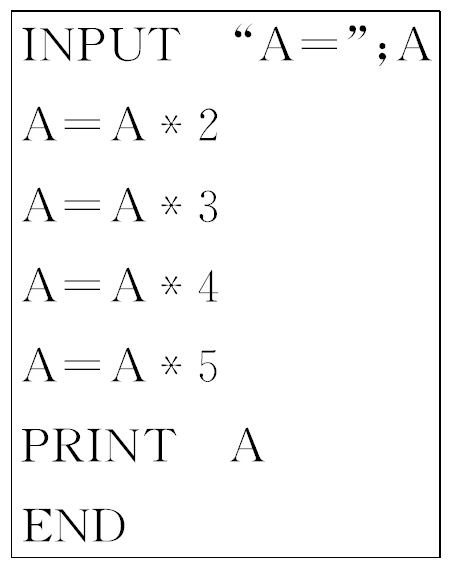 INPUT “A=”;A
A=A*2
A=A*3
A=A*4
A=A*5
PRINT A
END